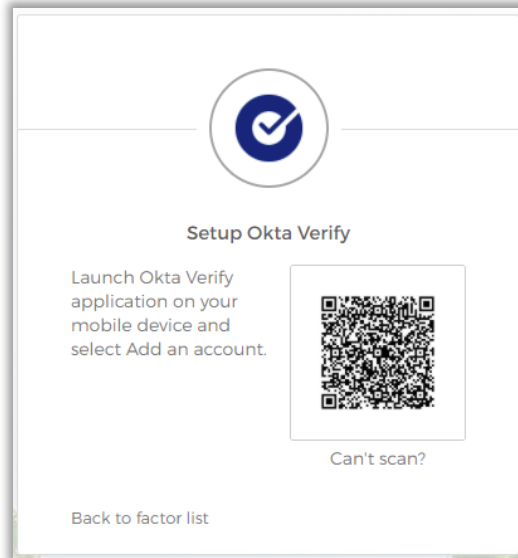 Setup Okta Verify
Launch Okta Verify
application on your
mobile device and
select Add an account.
Can't scan?
Back to factor list